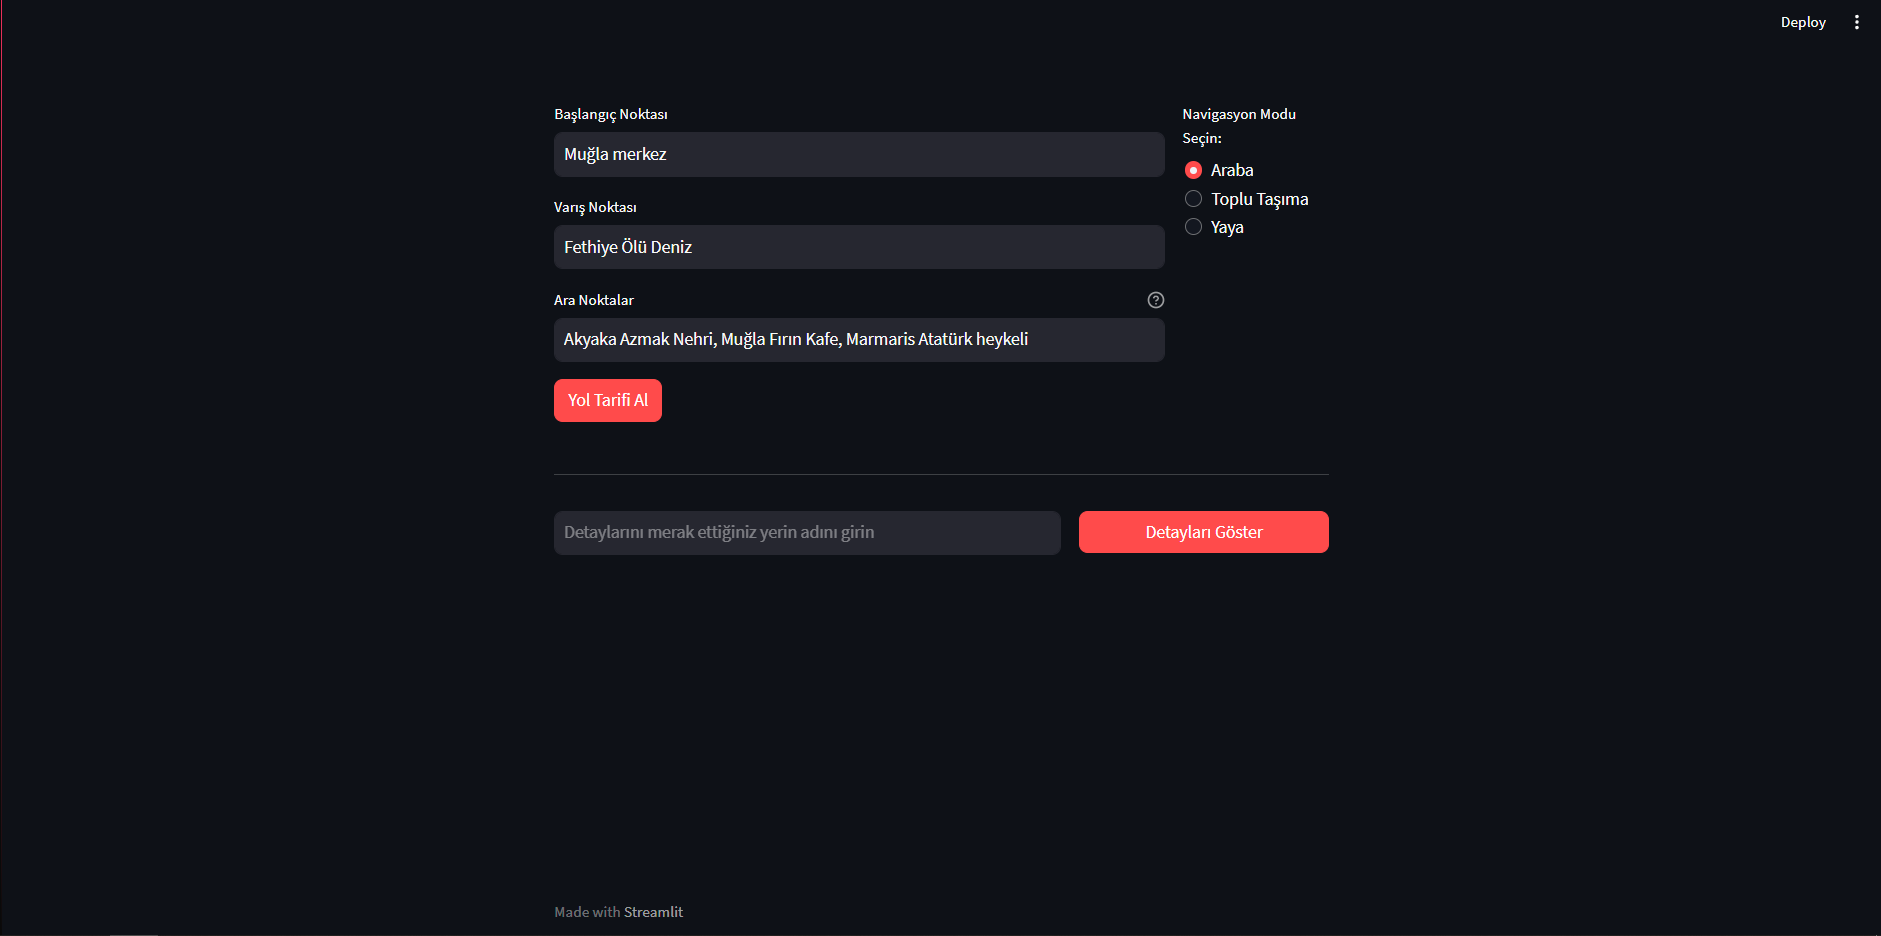 Deploy
Başlangıç Noktası
Muğla merkez
Varış Noktası
Fethiye Ölü Deniz
Ara Noktalar
Akyaka Azmak Nehri, Muğla Fırın Kafe, Marmaris Atatürk heykeli
Yol Tarifi Al
Navigasyon Modu
Seçin:
Araba
Toplu Taşıma
Yaya
Detaylarını merak ettiğiniz yerin adını girin
Detayları Göster
Made with Streamlit